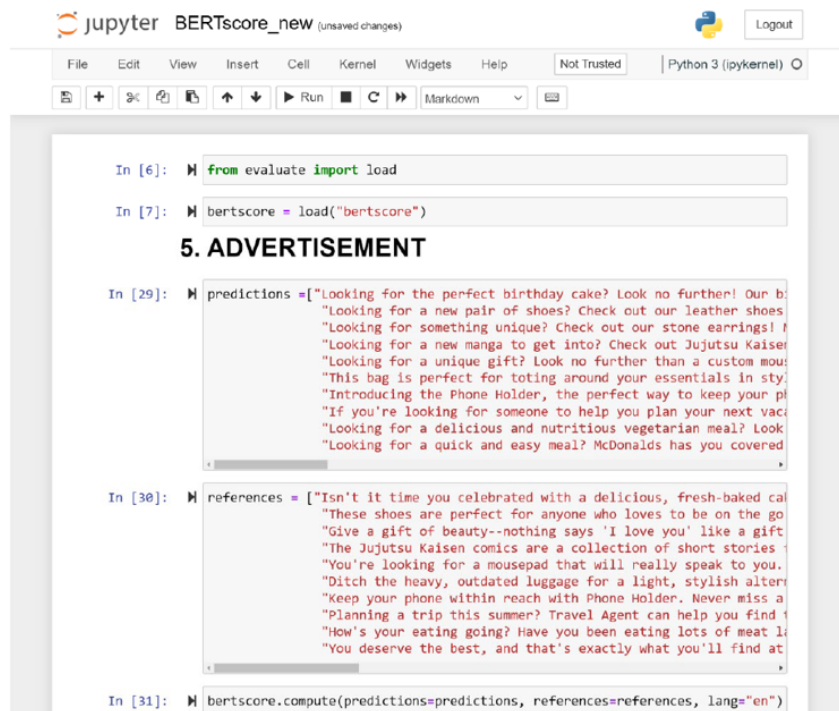 jupyter BERTscore_new (unsaved changes) Logout
File Edit View Insert Cell Kernel Widgets Help Not Trusted Python 3 (ipykernel)
Run Markdown
In [6]: from evaluate import load
In [7]: bertscore = load("bertscore")
5. ADVERTISEMENT
In [29]: predictions =["Looking for the perfect birthday cake? Look no further! Our
"Looking for a new pair of shoes? Check out our leather shoes
"Looking for something unique? Check out our stone earrings!
"Looking for a new manga to get into? Check out Jujutsu Kaisen
"Looking for a unique gift? Look no further than a custom
"This bag is perfect for toting around your essentials in
"Introducing the Phone Holder, the perfect way to keep your
"If you're looking for someone to help you plan your next
"Looking for a delicious and nutritious vegetarian meal? Look
"Looking for a quick and easy meal? McDonalds has you covered
In [30]: references = ["Isn't it time you celebrated with a delicious, fresh-baked
"These shoes are perfect for anyone who loves to be on the go
"Give a gift of beauty--nothing says 'I love you' like a gift
"The Jujutsu Kaisen comics are a collection of short stories
"You're looking for a mousepad that will really speak to you.
"Ditch the heavy, outdated luggage for a light, stylish
"Keep your phone within reach with Phone Holder. Never miss a
"Planning a trip this summer? Travel Agent can help you find
"How's your eating going? Have you been eating lots of meat
"You deserve the best, and that's exactly what you'll find at
In [31]: bertscore.compute(predictions=predictions, references=references, lang="en")